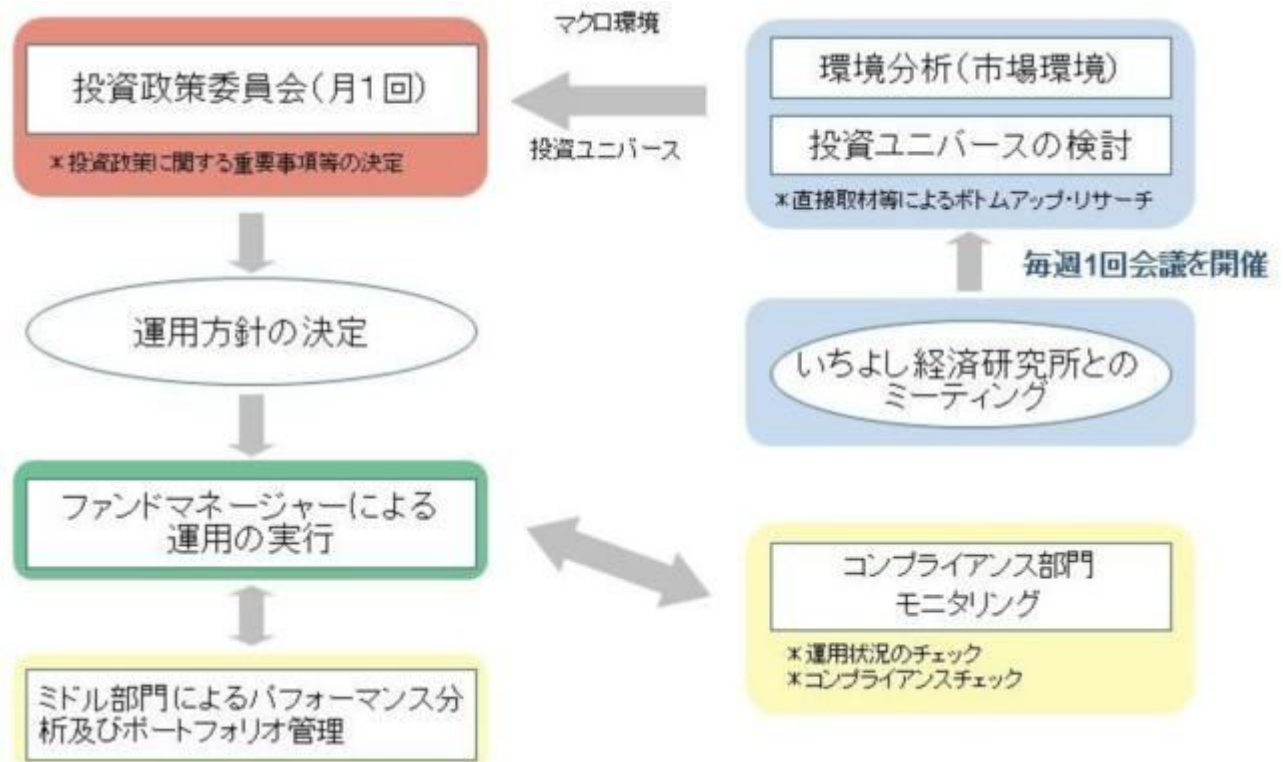 マクロ環境
投資政策委員会(月1回)
*投資政策に関する重要事項等の決定
投資ユニバース
環境分析(市場環境)
投資ユニバースの検討
*直接取材等によるボトムアップ・リサーチ
毎週1回会議を開催
いちよし経済研究所との
ミーティング
運用方針の決定
ファンドマネージャーによる
運用の実行
コンプライアンス部門
モニタリング
*運用状況のチェック
*コンプライアンスチェック
ミドル部門によるパフォーマンス分
析及びポートフォリオ管理